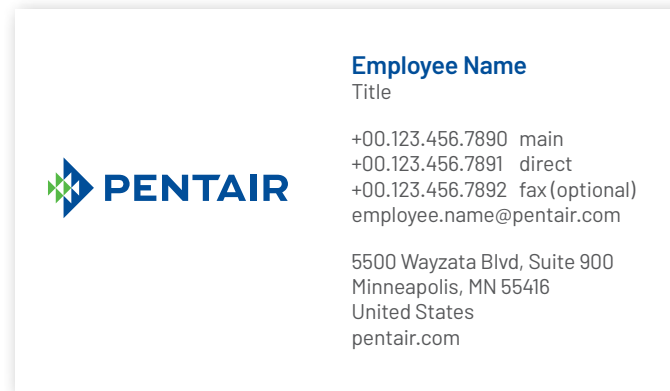 PENTAIR
Employee Name
Title
+00.123.456.7890 main
+00.123.456.7891 direct
+00.123.456.7892 fax (optional)
employee.name@pentair.com
5500 Wayzata Blvd, Suite 900
Minneapolis, MN 55416
United States
pentair.com